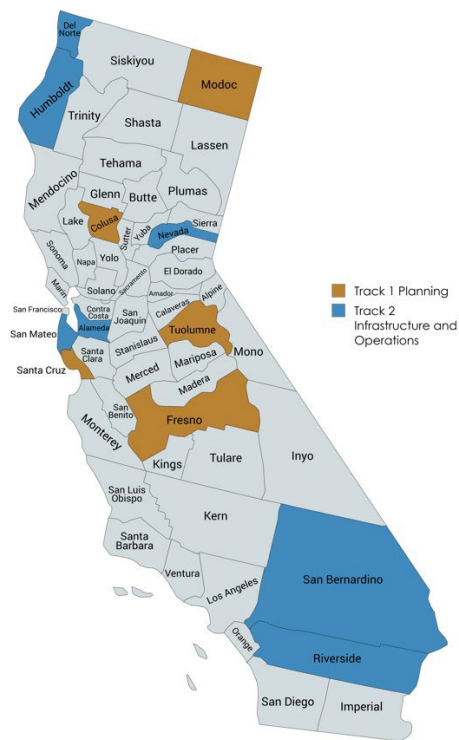 Del
Norte
Siskiyou
Modoc
Humboldt
Trinity
Shasta
Lassen
Tehama
Mendocino
Glenn
Butte
Plumas
Lake
Colusa
Sutter
Yuba
Sierra
Nevada
Placer
Sonoma
Napa
Yolo
El Dorado
Sacramento
Marin
Solano
Amador
Alpine
San Francisco
Contra
Costa
San
Joaquin
Calaveras
San Mateo
Alameda
Tuolumne
Santa
Clara
Stanislaus
Mono
Santa Cruz
Merced
Mariposa
Madera
San
Benito
Fresno
Monterey
Kings
Tulare
Inyo
San Luis
Obispo
Kern
Santa
Barbara
Ventura
Los Angeles
San Bernardino
Orange
Riverside
San Diego
Imperial
Track 1 Planning
Track 2
Infrastructure and
Operations